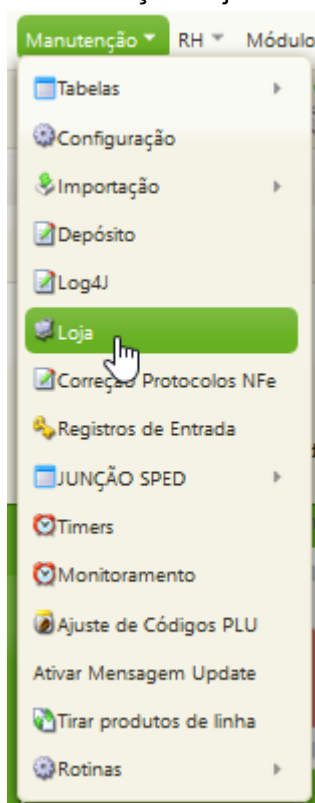 Manutenção RH Módulo
Tabelas
Configuração
Importação
Depósito
Log4J
Loja
Correção Protocolos NFe
Registros de Entrada
JUNÇÃO SPED
Timers
Monitoramento
Ajuste de Códigos PLU
Ativar Mensagem Update
Tirar produtos de linha
Rotinas